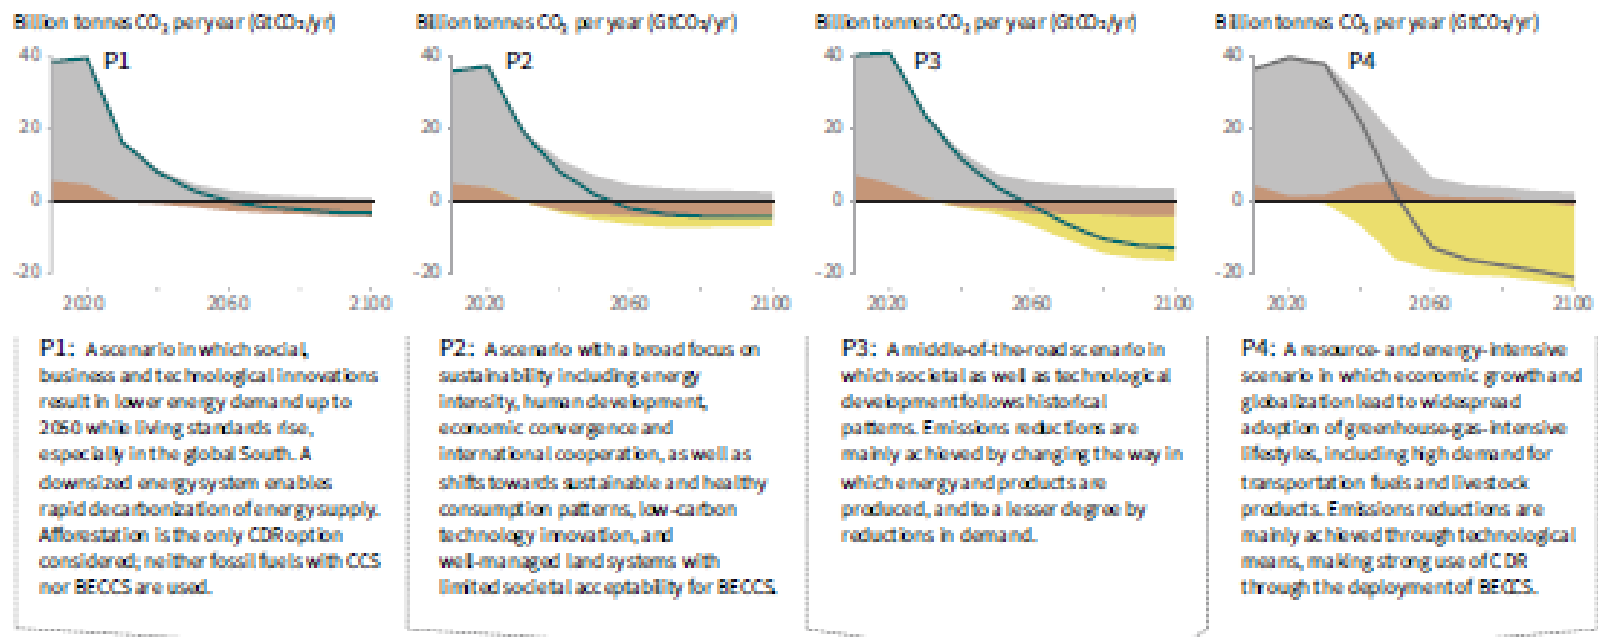 Billion tonnes CO₂ per year (GtCO₂/yr)
40
P1
20
0
-20
2020 2060 2100
Billion tonnes CO₂ per year (GtCO₂/yr)
40
P2
20
0
-20
2020 2060 2100
Billion tonnes CO₂ per year (GtCO₂/yr)
40
P3
20
0
-20
2020 2060 2100
Billion tonnes CO₂ per year (GtCO₂/yr)
40
P4
20
0
-20
2020 2060 2100
P1: A scenario in which social,
business and technological innovations
result in lower energy demand up to
2050 while living standards rise,
especially in the global South. A
downsized energy system enables
rapid decarbonization of energy supply.
Afforestation is the only CDR option
considered; neither fossil fuels with CCS
nor BECCS are used.
P2: A scenario with a broad focus on
sustainability including energy
intensity, human development,
economic convergence and
international cooperation, as well as
shifts towards sustainable and healthy
consumption patterns, low-carbon
technology innovation, and
well-managed land systems with
limited societal acceptability for BECCS.
P3: A middle-of-the-road scenario in
which societal as well as technological
development follows historical
patterns. Emissions reductions are
mainly achieved by changing the way in
which energy and products are
produced, and to a lesser degree by
reductions in demand.
P4: A resource- and energy-intensive
scenario in which economic growth and
globalization lead to widespread
adoption of greenhouse-gas-intensive
lifestyles, including high demand for
transportation fuels and livestock
products. Emissions reductions are
mainly achieved through technological
means, making strong use of CDR
through the deployment of BECCS.